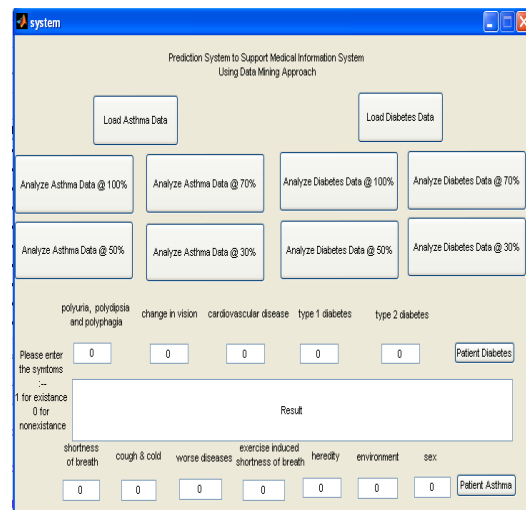 system
Prediction System to Support Medical Information System
Using Data Mining Approach
Load Asthma Data
Load Diabetes Data
Analyze Asthma Data @ 100%
Analyze Asthma Data @ 70%
Analyze Diabetes Data @ 100%
Analyze Diabetes Data @ 70%
Analyze Asthma Data @ 50%
Analyze Asthma Data @ 30%
Analyze Diabetes Data @ 50%
Analyze Diabetes Data @ 30%
polyuria, polydipsia
and polyphagia
change in vision
cardiovascular disease
type 1 diabetes
type 2 diabetes
0
0
0
0
0
Patient Diabetes
Please enter
the symtoms
:--
1 for existance
0 for
nonexistance
Result
shortness
of breath
cough & cold
worse diseases
exercise induced
shortness of breath
heredity
environment
sex
0
0
0
0
0
0
0
Patient Asthma